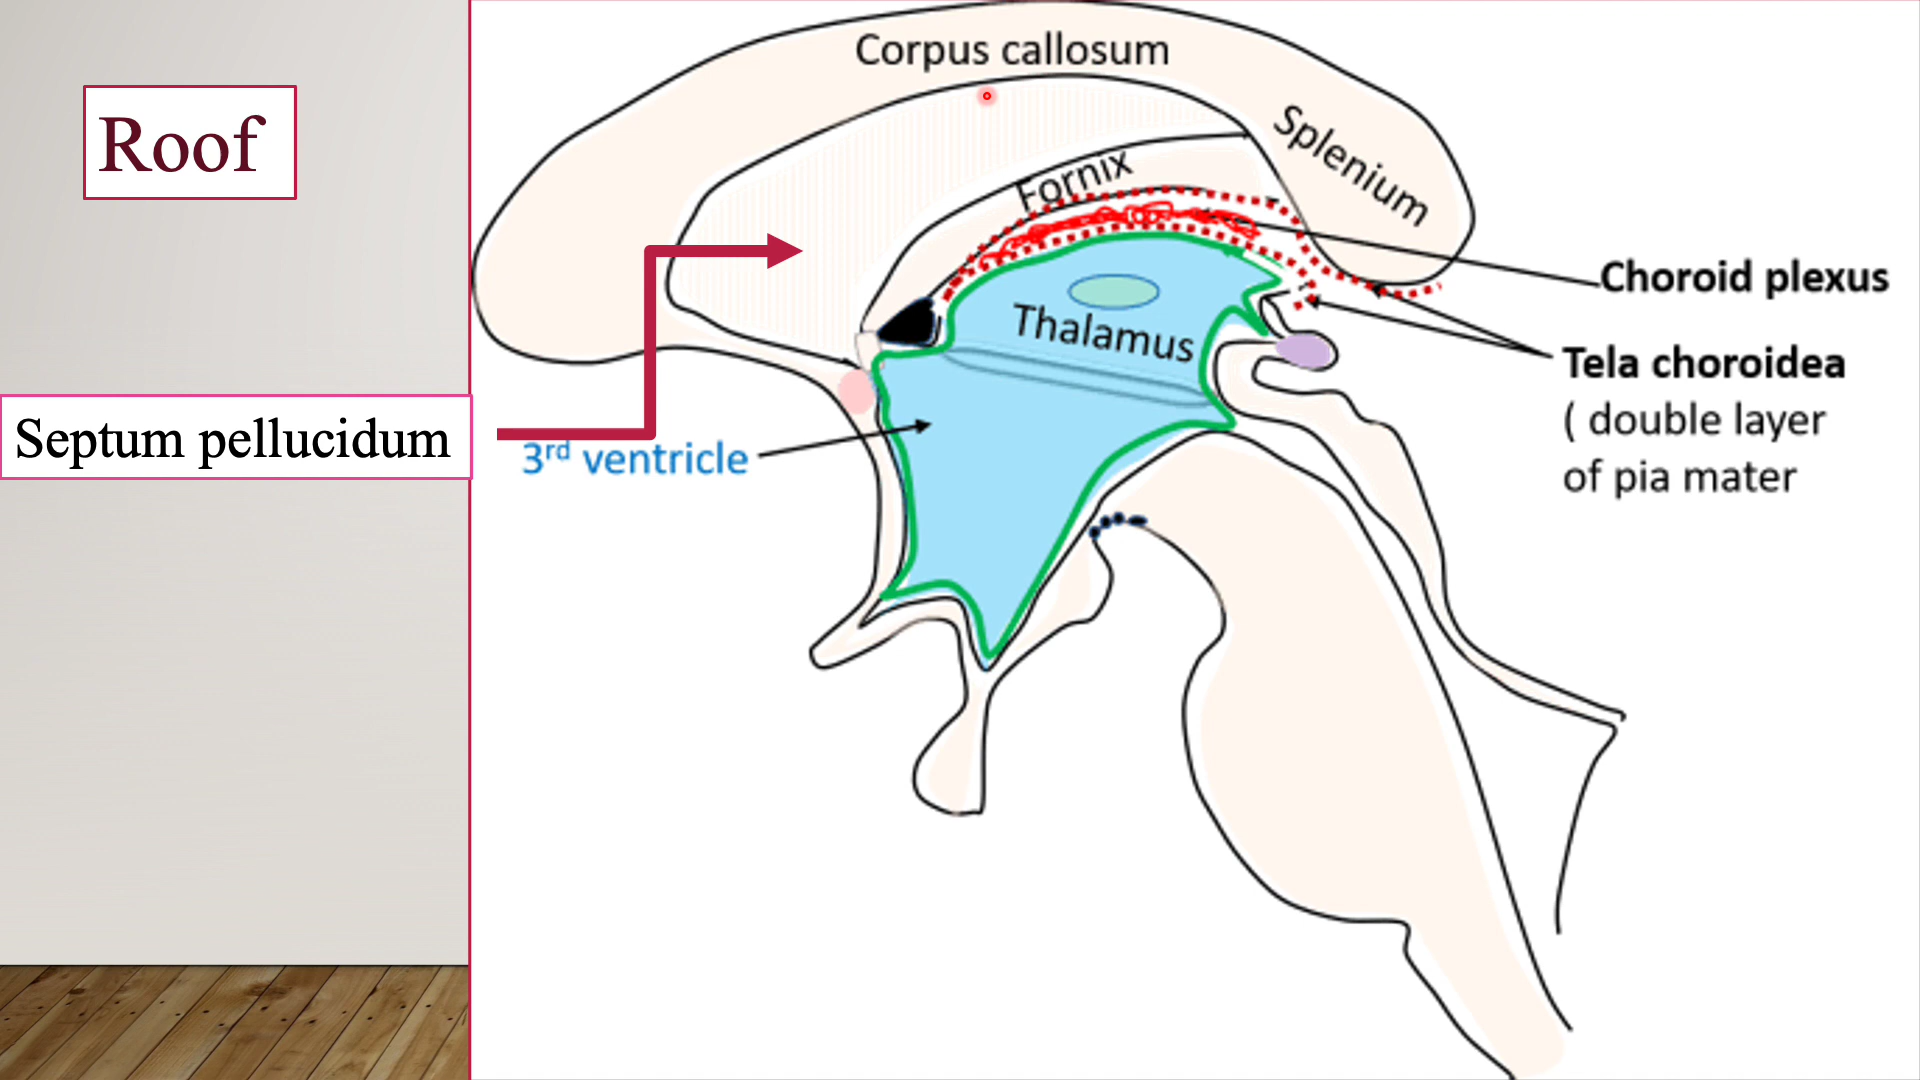 Roof
Septum pellucidum
Corpus callosum
Splenium
Fornix
Thalamus
3rd ventricle
Choroid plexus
Tela choroidea
( double layer
of pia mater